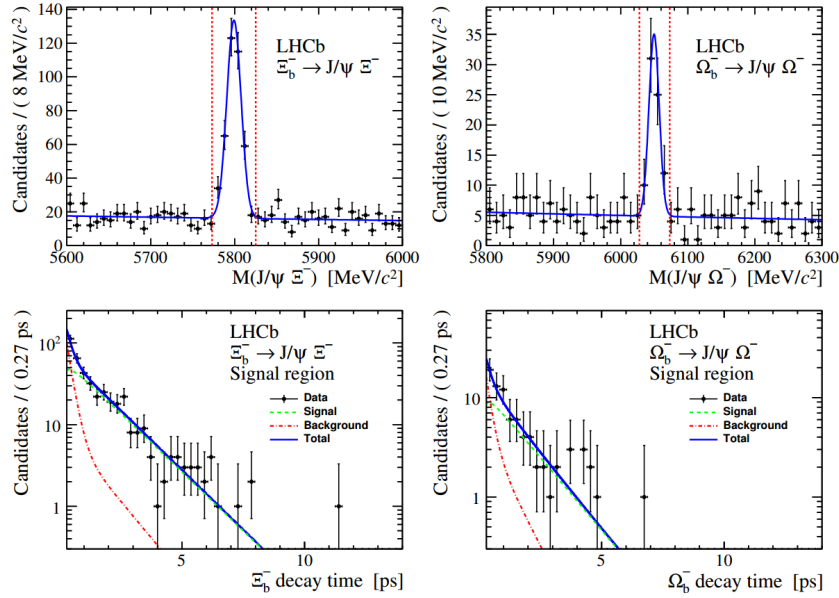 Candidates / ( 8 MeV/c²)
140
120
100
80
60
40
20
0
5600
5700
5800
5900
6000
M(J/ψ Ξ⁻) [MeV/c²]
LHCb
Ξb⁻ → J/ψ Ξ⁻
Candidates / ( 10 MeV/c²)
35
30
25
20
15
10
5
0
5800
5900
6000
6100
6200
6300
M(J/ψ Ω⁻) [MeV/c²]
LHCb
Ωb⁻ → J/ψ Ω⁻
Candidates / ( 0.27 ps)
10²
10
1
5
10
Ξb⁻ decay time [ps]
LHCb
Ξb⁻ → J/ψ Ξ⁻
Signal region
Data
Signal
Background
Total
Candidates / ( 0.27 ps)
10
1
5
10
Ωb⁻ decay time [ps]
LHCb
Ωb⁻ → J/ψ Ω⁻
Signal region
Data
Signal
Background
Total